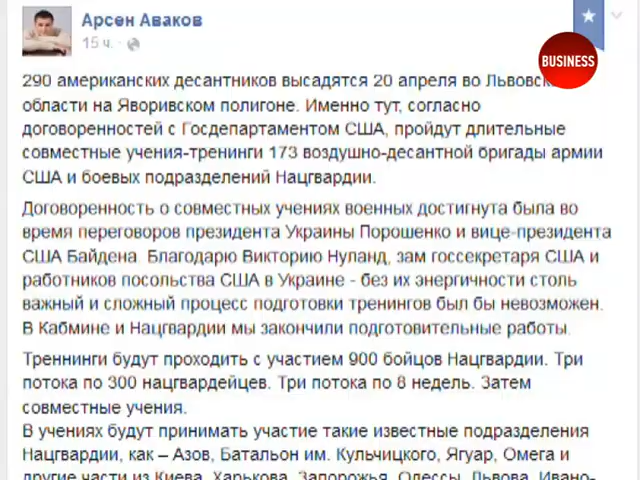 Арсен Аваков
15 ч.
BUSINESS
290 американских десантников высадятся 20 апреля во Львовск
области на Яворивском полигоне. Именно тут, согласно
договоренностей с Госдепартаментом США, пройдут длительные
совместные учения-тренинги 173 воздушно-десантной бригады армии
США и боевых подразделений Нацгвардии.
Договоренность о совместных учениях военных достигнута была во
время переговоров президента Украины Порошенко и вице-президента
США Байдена. Благодарю Викторию Нуланд, зам госсекретаря США и
работников посольства США в Украине - без их энергичности столь
важный и сложный процесс подготовки тренингов был бы невозможен.
В Кабмине и Нацгвардии мы закончили подготовительные работы.
Треннинги будут проходить с участием 900 бойцов Нацгвардии. Три
потока по 300 нацгвардейцев. Три потока по 8 недель. Затем
совместные учения.
В учениях будут принимать участие такие известные подразделения
Нацгвардии, как – Азов, Батальон им. Кульчицкого, Ягуар, Омега и
другие части из Киева, Харькова, Запорожья, Одессы, Львова, Ивано-